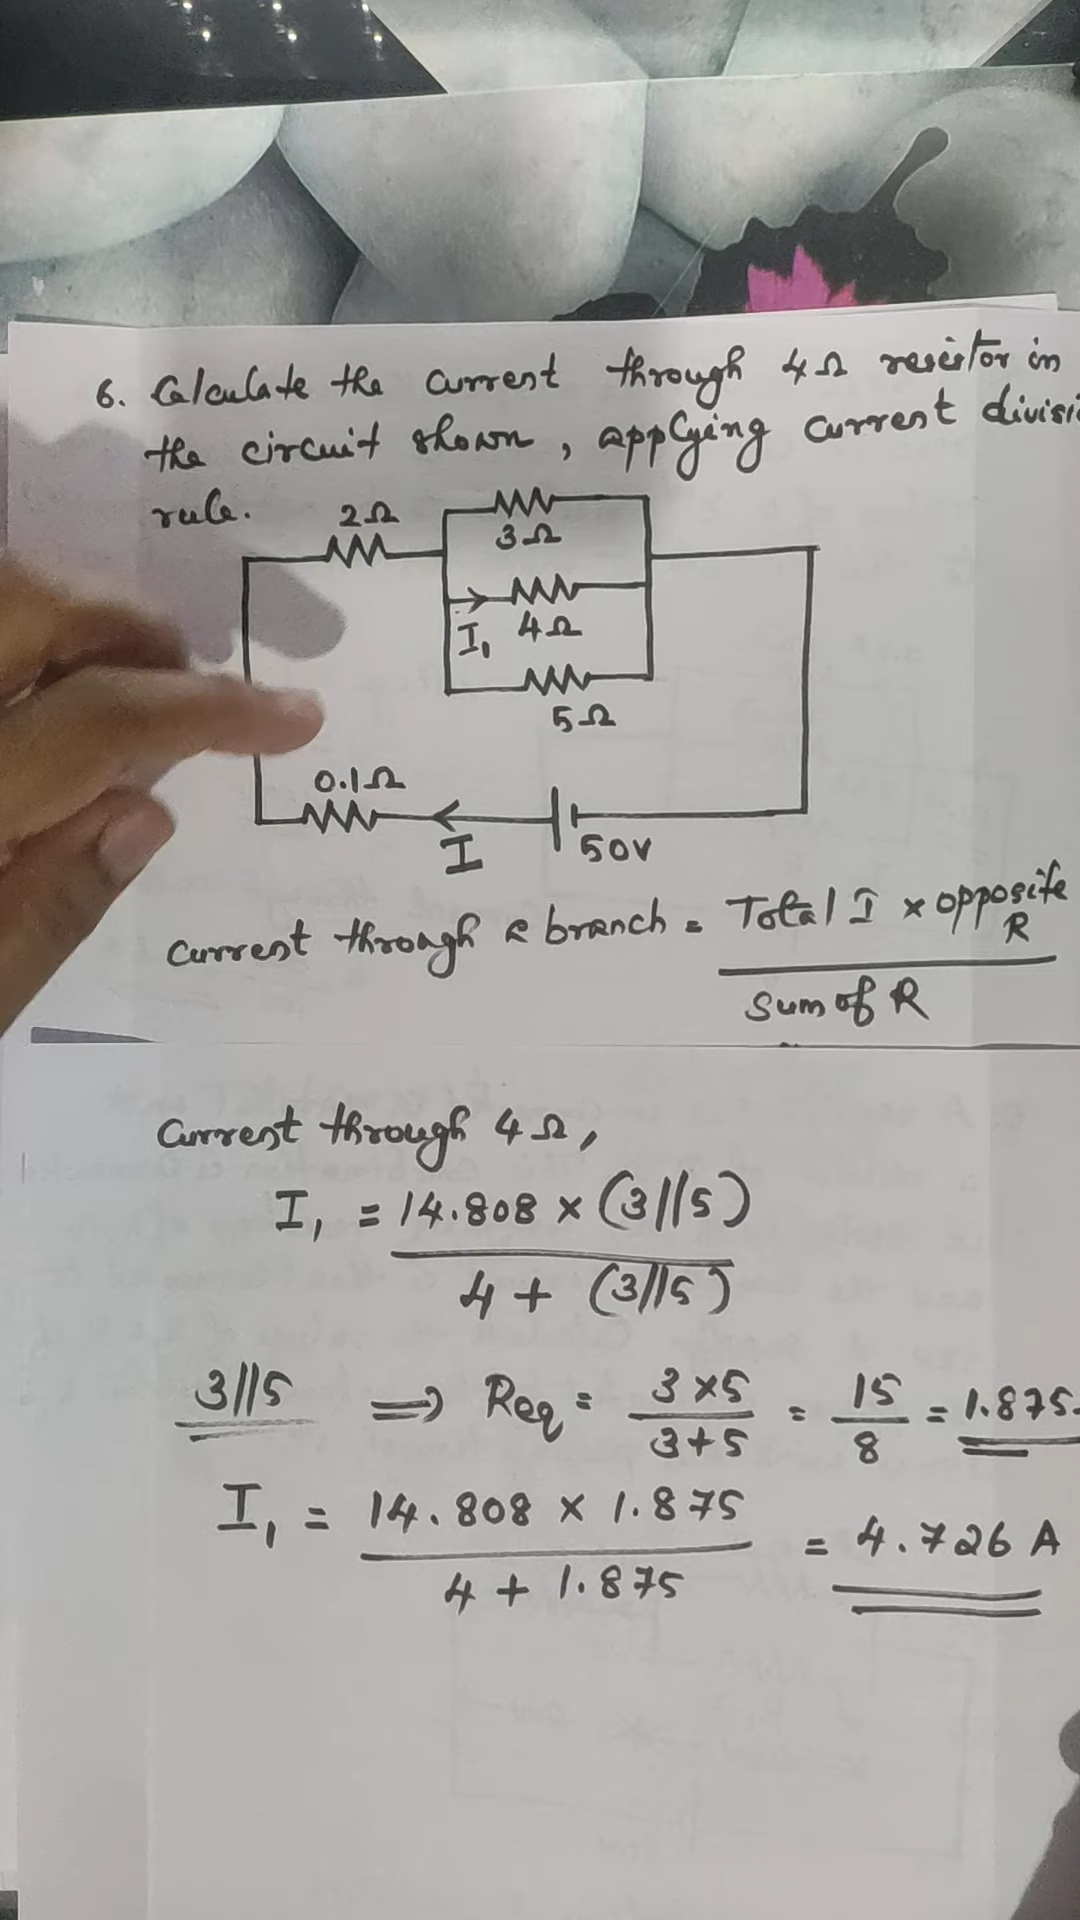 6. Calculate the current through 4Ω resistor in
the circuit shown, applying current divisi
rule.
2Ω
3Ω
I₁ 4Ω
5Ω
0.1Ω
I
50V
Current through a branch = Total I × opposite R
Sum of R
Current through 4Ω,
I₁ = 14.808 × (3||5)
4 + (3||5)
3||5 ⇒ Req = 3×5 = 15 = 1.875
3+5 8
I₁ = 14.808 × 1.875 = 4.726 A
4 + 1.875